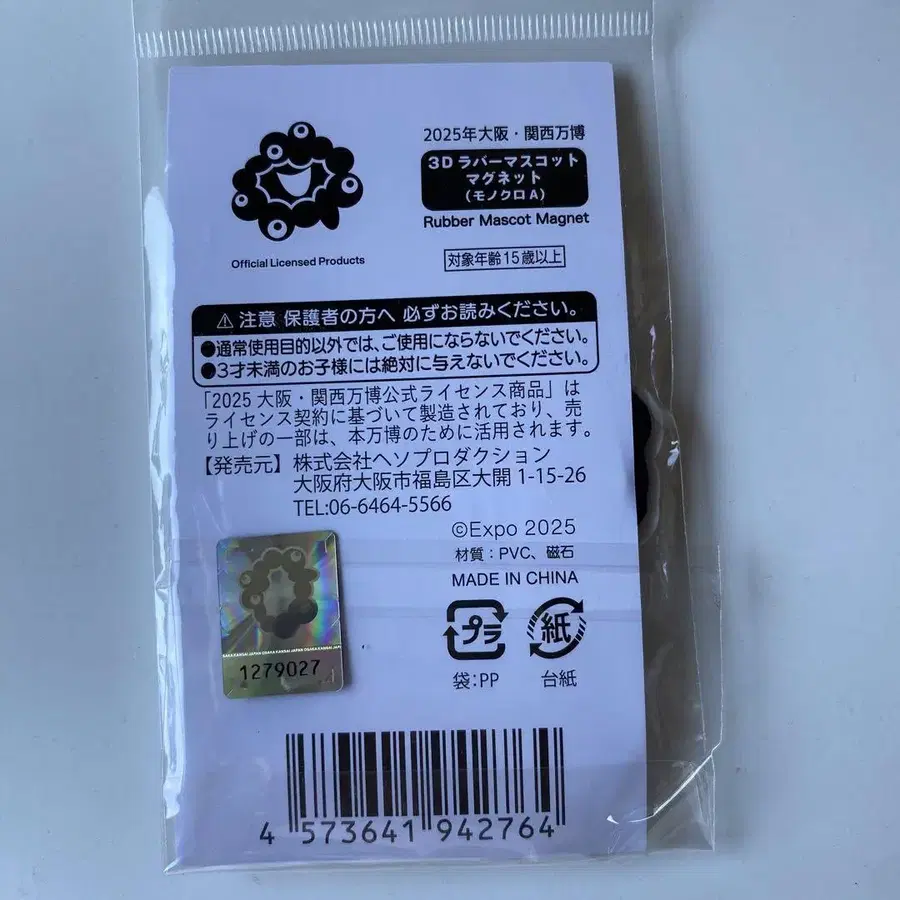 2025年大阪・関西万博
3Dラバーマスコット
マグネット
(モノクロA)
Rubber Mascot Magnet
Official Licensed Products
対象年齢15歳以上
⚠注意 保護者の方へ 必ずお読みください。
●通常使用目的以外では、ご使用にならないでください。
●3才未満のお子様には絶対に与えないでください。
「2025 大阪・関西万博公式ライセンス商品」は
ライセンス契約に基づいて製造されており、売
り上げの一部は、本万博のために活用されます。
【発売元】株式会社ヘソプロダクション
大阪府大阪市福島区大開 1-15-26
TEL:06-6464-5566
©Expo 2025
材質:PVC、磁石
MADE IN CHINA
プラ
紙
袋:PP
台紙
OSAKA KANSAI JAPAN
1279027
4 573641 942764